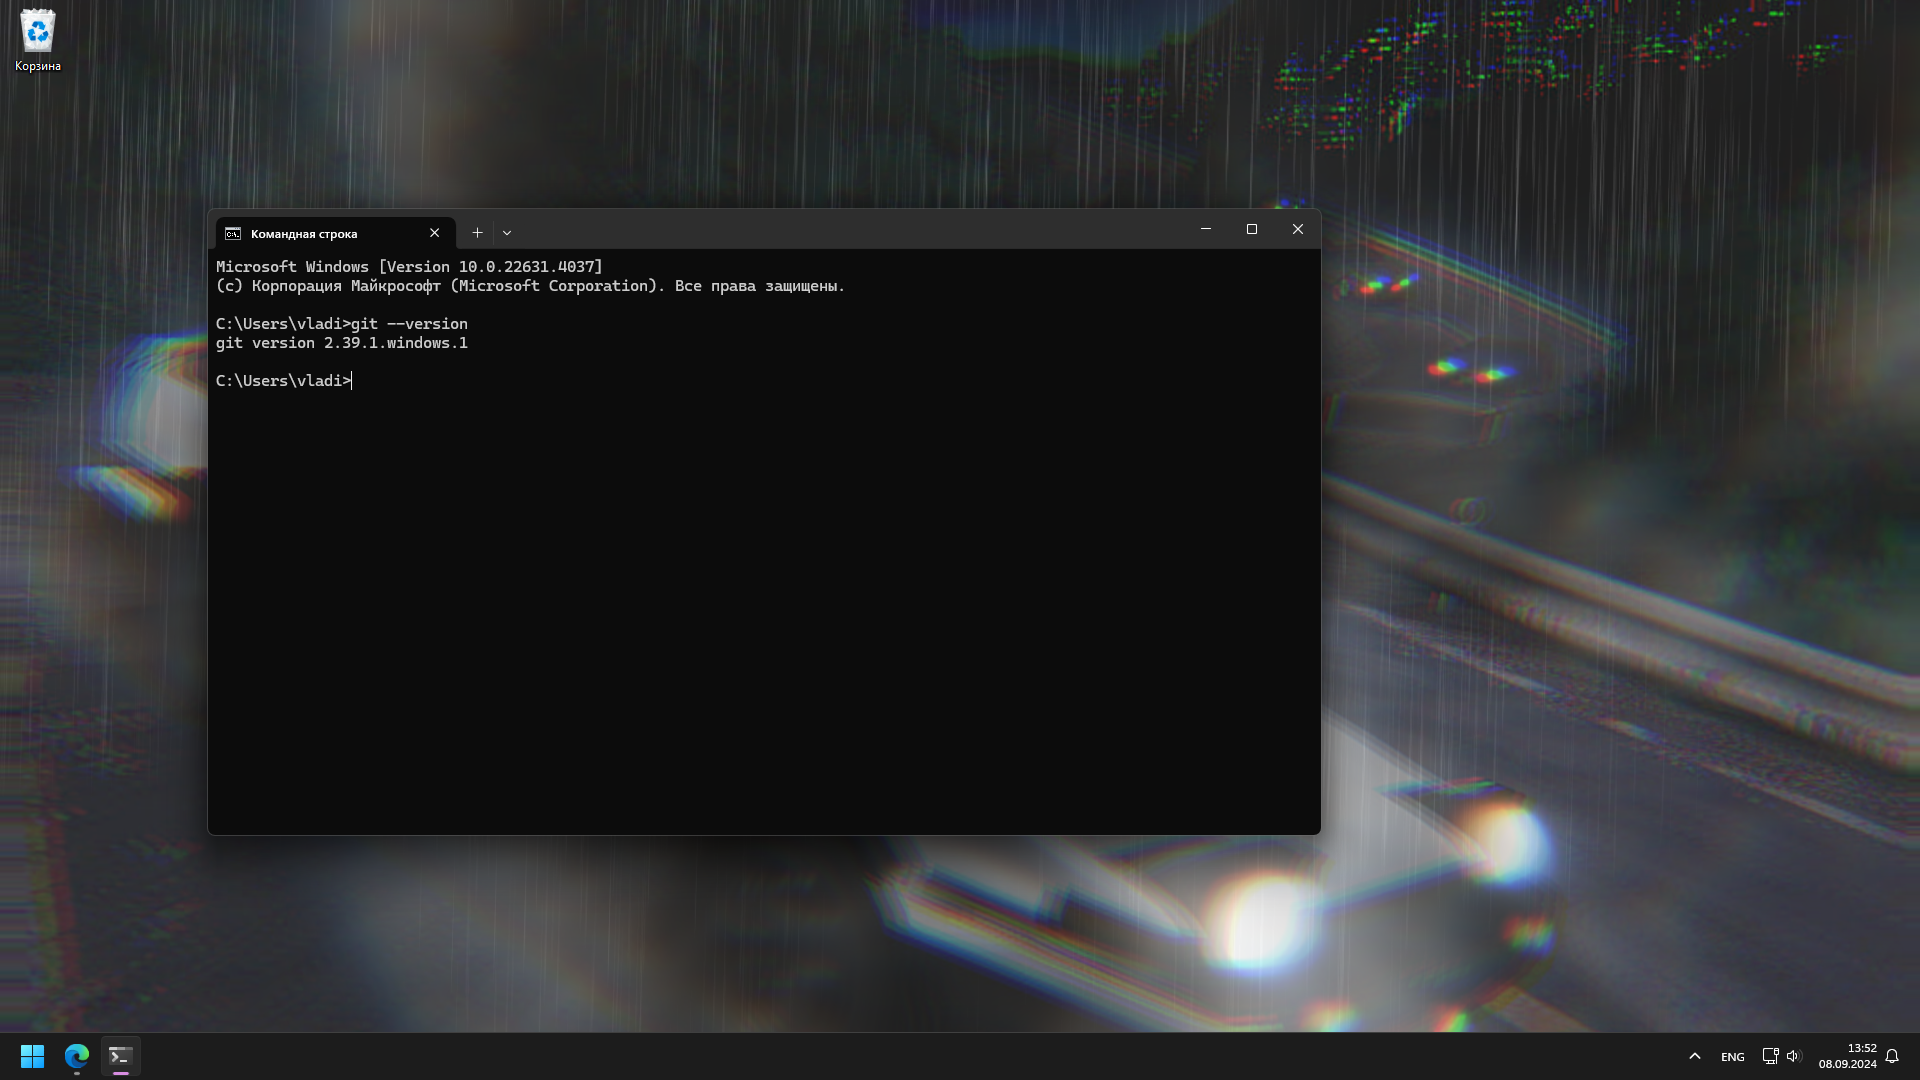 Корзина
Командная строка
Microsoft Windows [Version 10.0.22631.4037]
(c) Корпорация Майкрософт (Microsoft Corporation). Все права защищены.
C:\Users\vladi>git --version
git version 2.39.1.windows.1
C:\Users\vladi>
ENG
13:52
08.09.2024